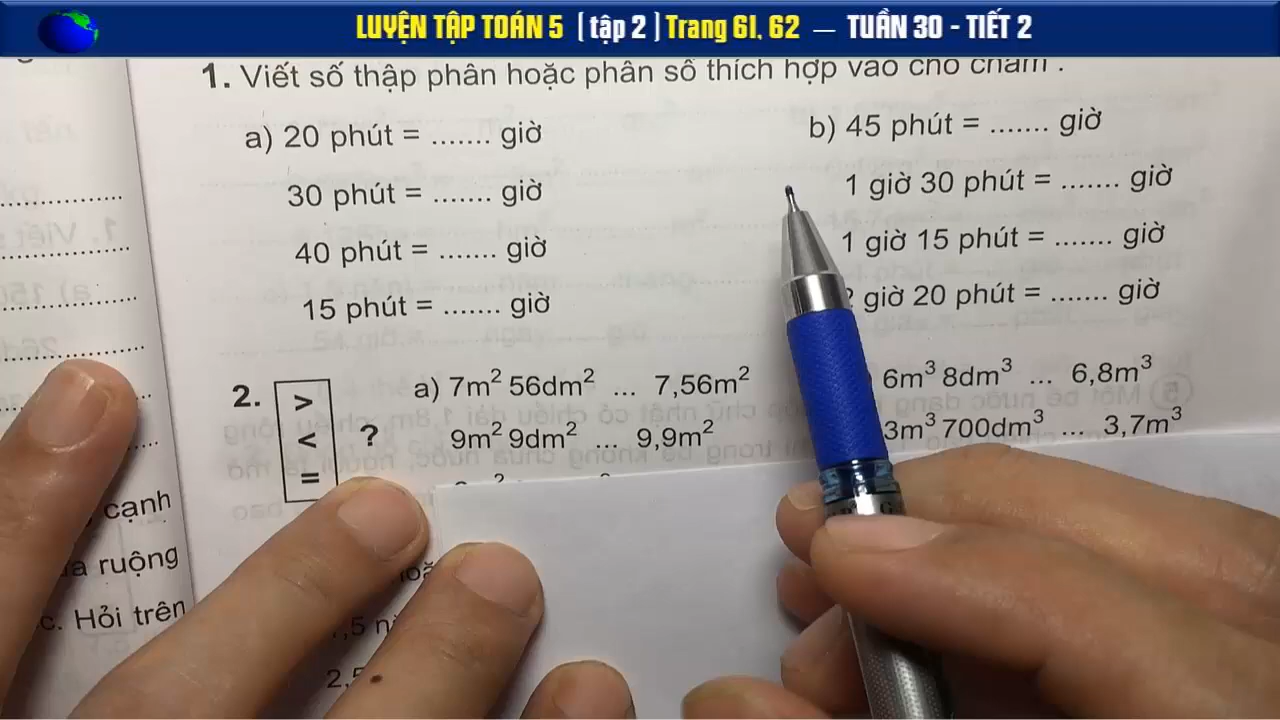 LUYỆN TẬP TOÁN 5 [ tập 2 ] Trang 61, 62 — TUẦN 30 - TIẾT 2
1. Viết số thập phân hoặc phân số thích hợp vào chỗ chấm :
a) 20 phút = ....... giờ
30 phút = ....... giờ
40 phút = ....... giờ
15 phút = ....... giờ
b) 45 phút = ....... giờ
1 giờ 30 phút = ....... giờ
1 giờ 15 phút = ....... giờ
giờ 20 phút = ....... giờ
2. > < = ?
a) 7m² 56dm² ... 7,56m²
9m² 9dm² ... 9,9m²
6m³ 8dm³ ... 6,8m³
3m³ 700dm³ ... 3,7m³
cạnh
ruộng
c. Hỏi trên